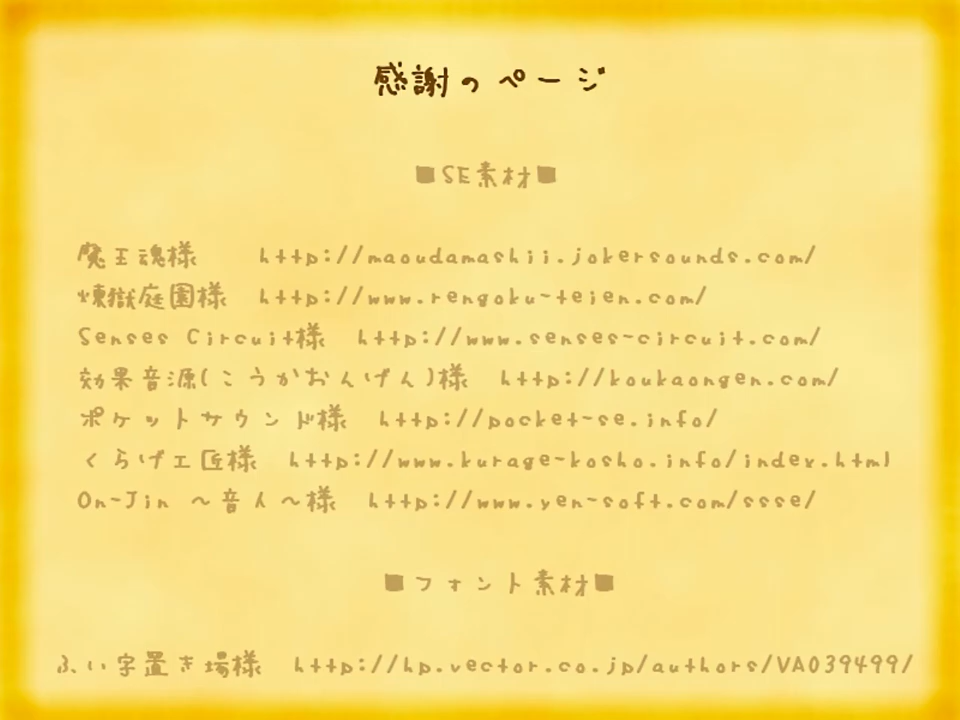 感謝のページ
■SE素材■
魔王魂様 http://maoudamashii.jokersounds.com/
煉獄庭園様 http://www.rengoku-teien.com/
Senses Circuit様 http://www.senses-circuit.com/
効果音源(こうかおんげん)様 http://koukaongen.com/
ポケットサウンド様 http://pocket-se.info/
くらげ工匠様 http://www.kurage-kosho.info/index.html
On-Jin ～音人～様 http://www.yen-soft.com/ssse/
■フォント素材■
ふい字置き場様 http://hp.vector.co.jp/authors/VA039499/